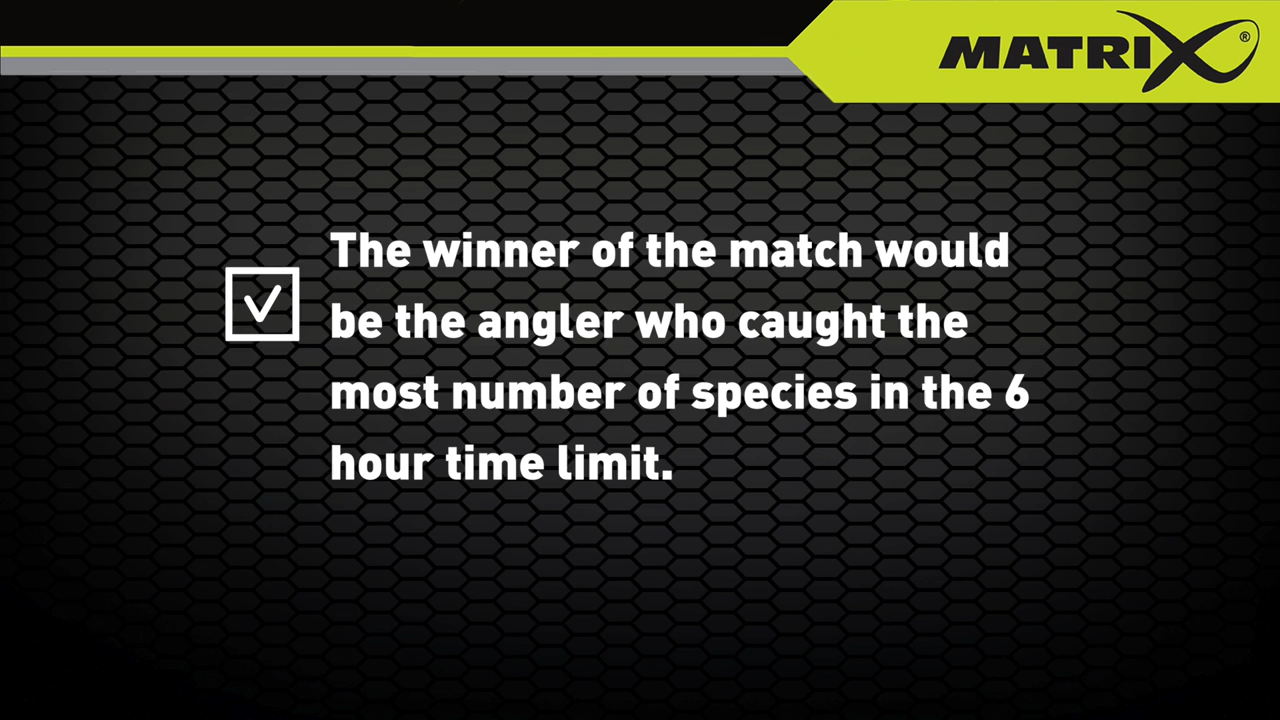 MATRIX®
The winner of the match would
be the angler who caught the
most number of species in the 6
hour time limit.